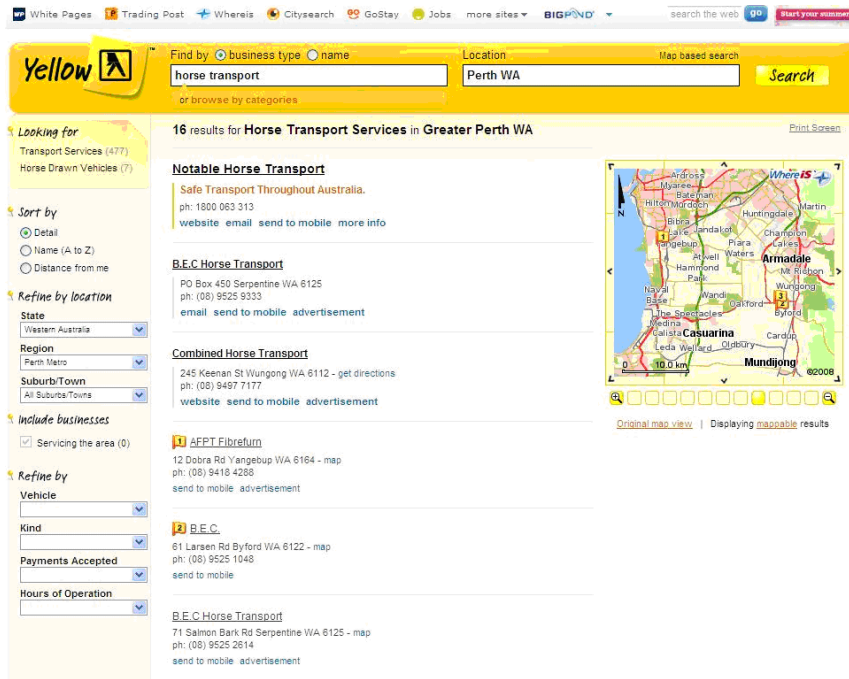 White Pages Trading Post Whereis Citysearch GoStay Jobs more sites BIGPOND search the web go Start your summer
Yellow ™
Find by business type name Location Map based search
horse transport Perth WA Search
or browse by categories
Looking for
Transport Services (477)
Horse Drawn Vehicles (7)
Sort by
Detail
Name (A to Z)
Distance from me
Refine by location
State
Western Australia
Region
Perth Metro
Suburb/Town
All Suburbs/Towns
Include businesses
Servicing the area (0)
Refine by
Vehicle
Kind
Payments Accepted
Hours of Operation
16 results for Horse Transport Services in Greater Perth WA
Print Screen
Notable Horse Transport
Safe Transport Throughout Australia.
ph: 1800 063 313
website email send to mobile more info
B.E.C Horse Transport
PO Box 450 Serpentine WA 6125
ph: (08) 9525 9333
email send to mobile advertisement
Combined Horse Transport
245 Keenan St Wungong WA 6112 - get directions
ph: (08) 9497 7177
website send to mobile advertisement
1 AFPT Fibrefurn
12 Dobra Rd Yangebup WA 6164 - map
ph: (08) 9418 4288
send to mobile advertisement
2 B.E.C.
61 Larsen Rd Byford WA 6122 - map
ph: (08) 9525 1048
send to mobile
B.E.C Horse Transport
71 Salmon Bark Rd Serpentine WA 6125 - map
ph: (08) 9525 2614
send to mobile advertisement
Whereis
N
Ardross
Myaree
Bateman
Hilton Murdoch
Huntingdale
Martin
Bibra
Lake Jandakot
Champion
Lakes
1
Yangebup
Piara
Waters
Atwell
Armadale
Hammond
Park
Mt Richon
Wungong
Naval
Base
Wandi
Oakford
3
2
Byford
The Spectacles
Medina
Calista Casuarina
Cardup
Leda Wellard Oldbury
Mundijong
0 10.0 km
©2008
Original map view | Displaying mappable results